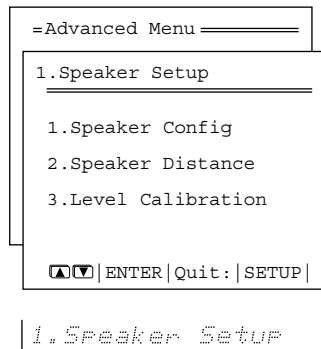 =Advanced Menu
1.Speaker Setup
1.Speaker Config
2.Speaker Distance
3.Level Calibration
▲▼|ENTER|Quit:|SETUP|
1.Speaker Setup